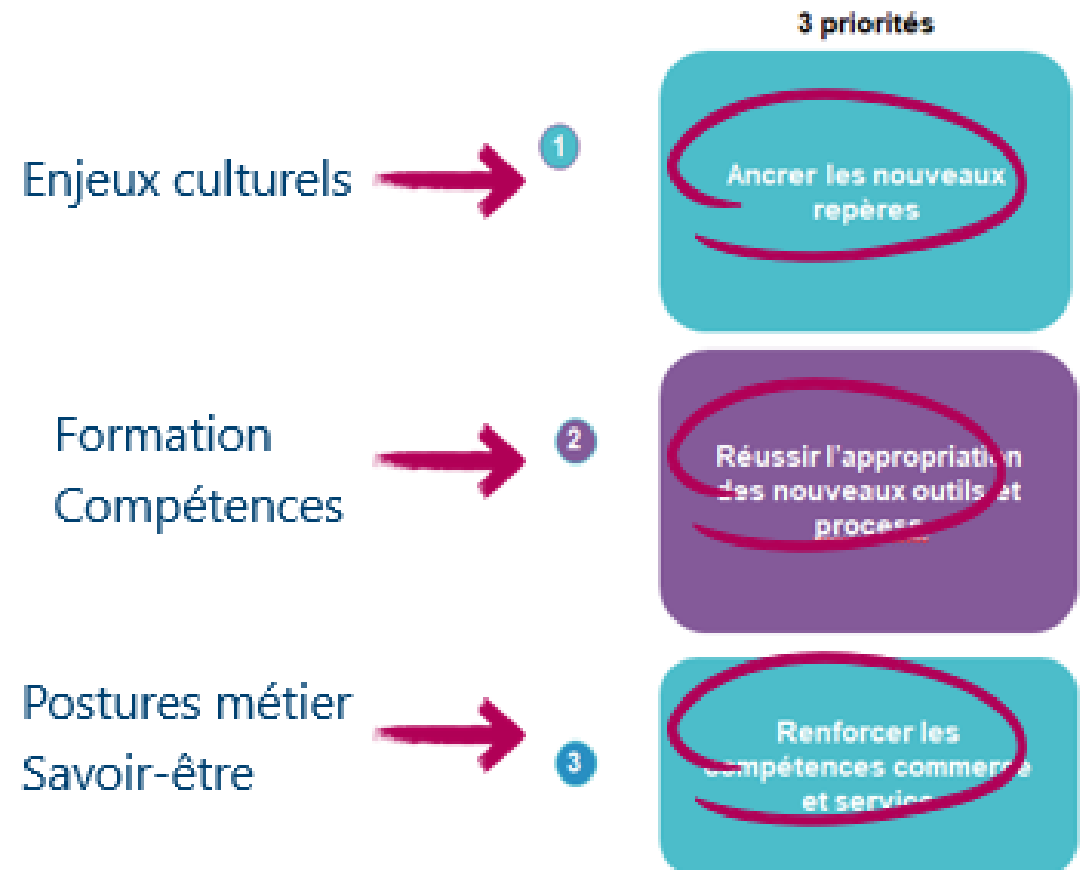 3 priorités
Enjeux culturels
1
Ancrer les nouveaux
repères
Formation
Compétences
2
Réussir l'appropriation
des nouveaux outils et
process
Postures métier
Savoir-être
3
Renforcer les
compétences commerce
et service